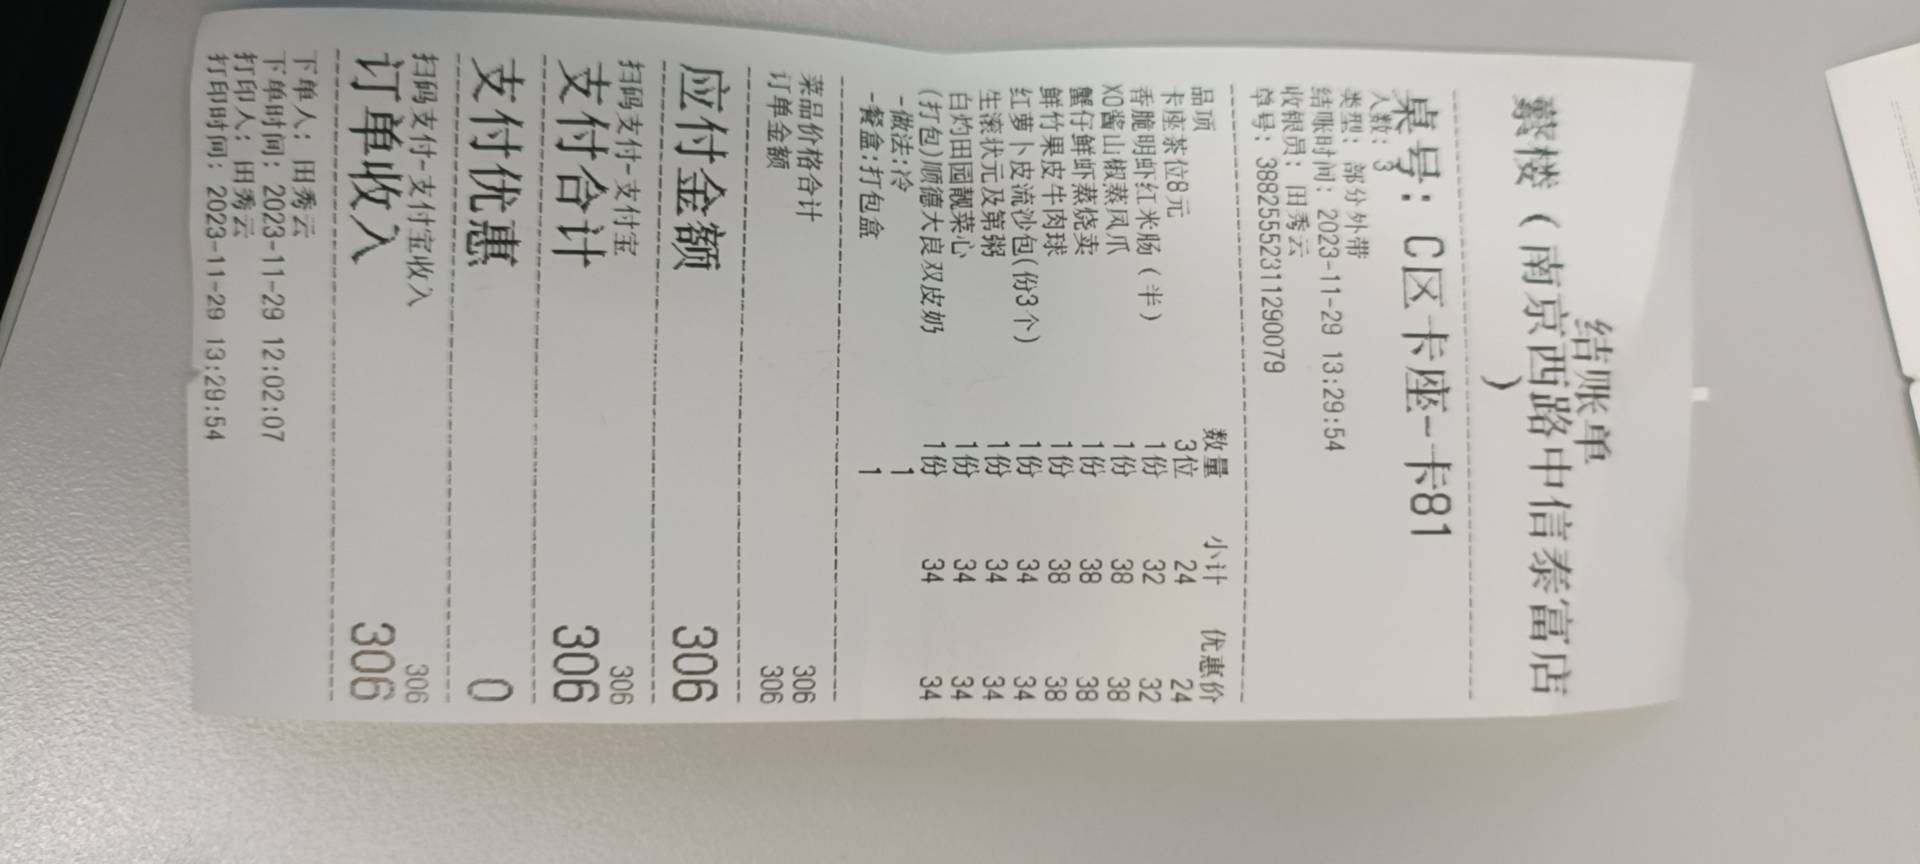 结账单
蘩楼（南京西路中信泰富店
）
桌号：C区卡座-卡81
人数：3
类型：部分外带
结账时间：2023-11-29 13:29:54
收银员：田秀云
单号：3882555231129​0079
品项 数量 小计 优惠价
卡座茶位8元 3位 24 24
香脆明虾红米肠（半） 1份 32 32
XO酱山椒蒸凤爪 1份 38 38
蟹仔鲜虾蒸烧卖 1份 38 38
鲜竹果皮牛肉球 1份 38 38
红萝卜皮流沙包(份3个) 1份 34 34
生滚状元及第粥 1份 34 34
白灼田园靓菜心 1份 34 34
(打包)顺德大良双皮奶 1份 34 34
-做法:冷 1
-餐盒:打包盒 1
菜品价格合计 306
订单金额 306
应付金额 306
扫码支付-支付宝 306
支付合计 306
支付优惠 0
扫码支付-支付宝收入 306
订单收入 306
下单人：田秀云
下单时间：2023-11-29 12:02:07
打印人：田秀云
打印时间：2023-11-29 13:29:54